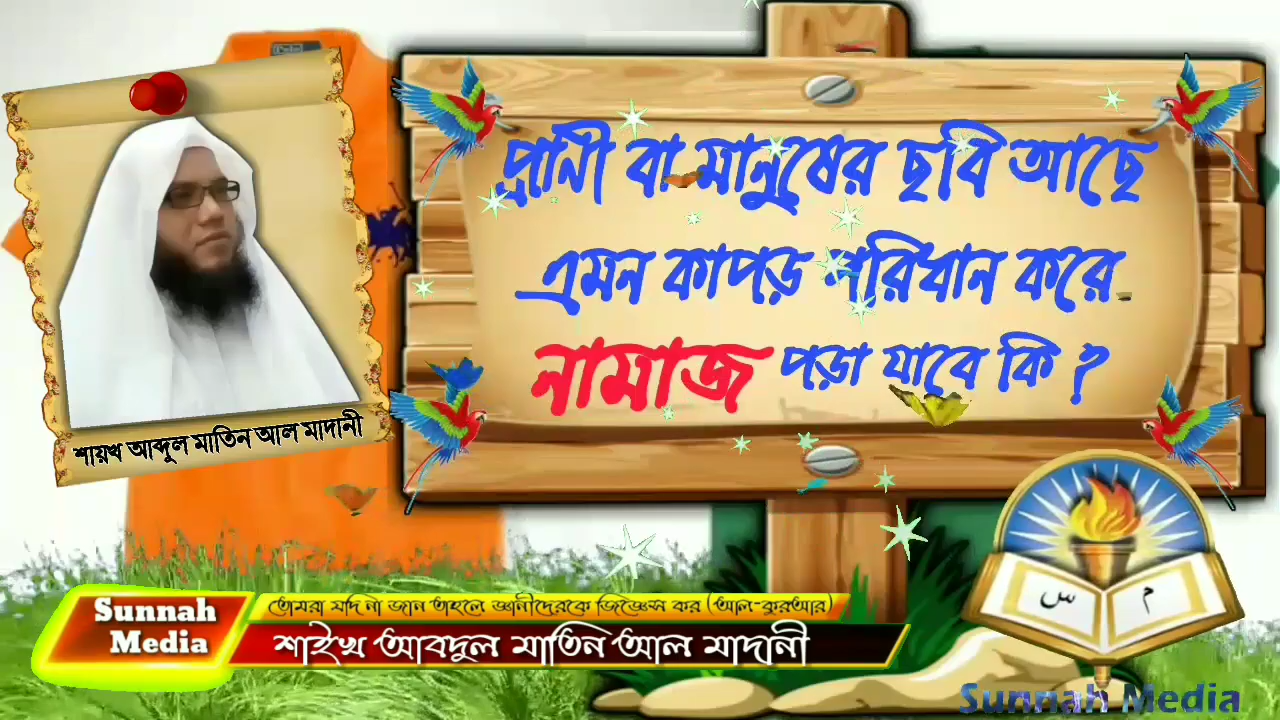 প্রাণী বা মানুষের ছবি আছে
এমন কাপড় পরিধান করে
নামাজ পড়া যাবে কি ?
শায়খ আব্দুল মাতিন আল মাদানী
Sunnah
Media
তোমরা যদি না জান তাহলে জ্ঞানীদেরকে জিজ্ঞেস কর (আল-কুরআন)
শাইখ আবদুল মাতিন আল মাদানী
س م
Sunnah Media